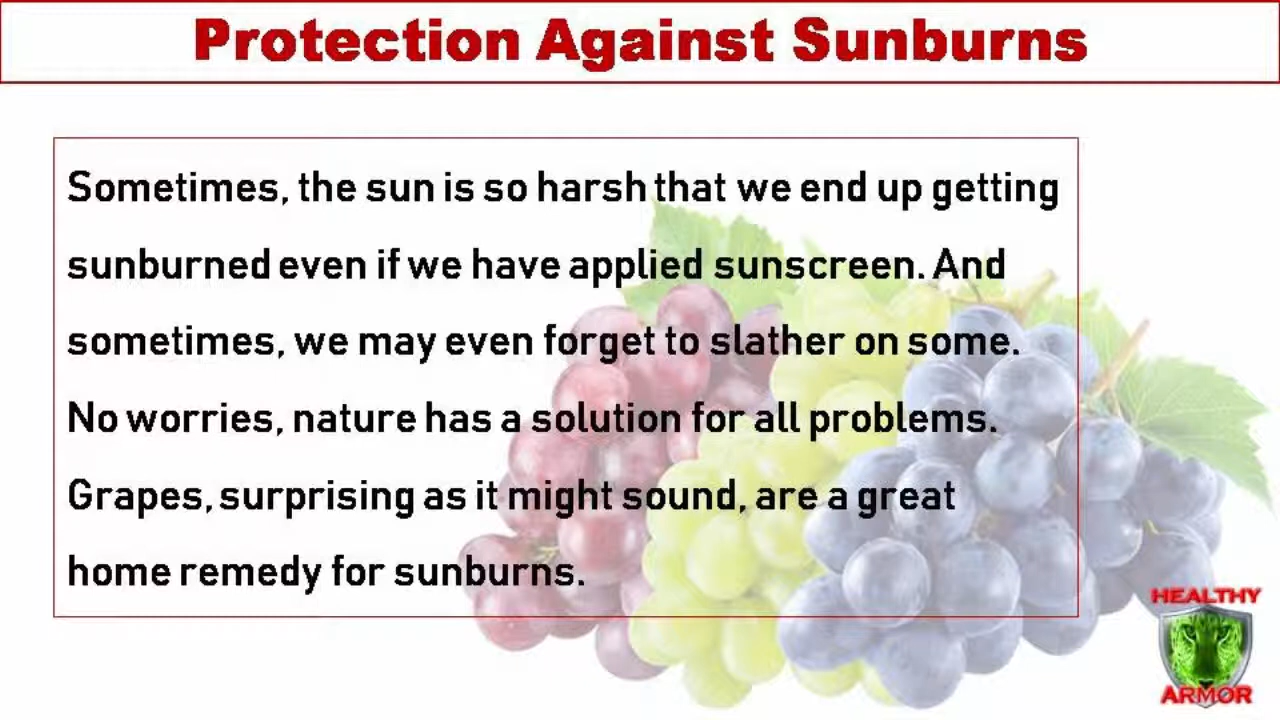 Protection Against Sunburns
Sometimes, the sun is so harsh that we end up getting
sunburned even if we have applied sunscreen. And
sometimes, we may even forget to slather on some.
No worries, nature has a solution for all problems.
Grapes, surprising as it might sound, are a great
home remedy for sunburns.
HEALTHY
ARMOR